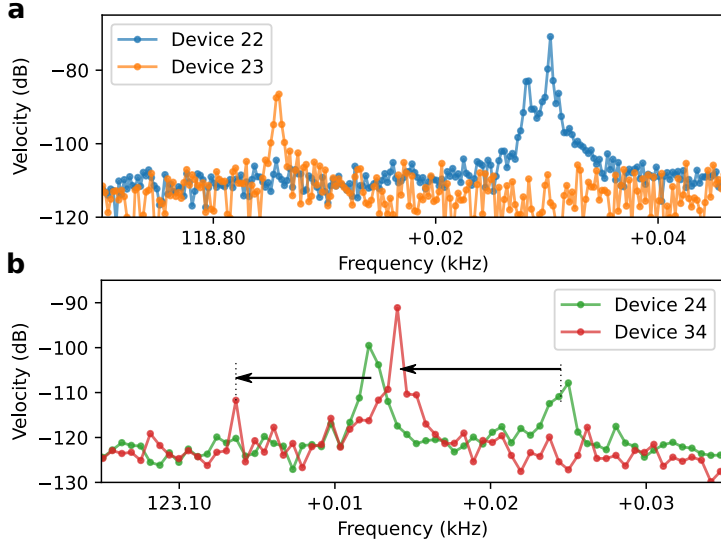 a
Device 22
Device 23
Velocity (dB)
−80
−100
−120
118.80
+0.02
+0.04
Frequency (kHz)
b
Device 24
Device 34
Velocity (dB)
−90
−100
−110
−120
−130
123.10
+0.01
+0.02
+0.03
Frequency (kHz)